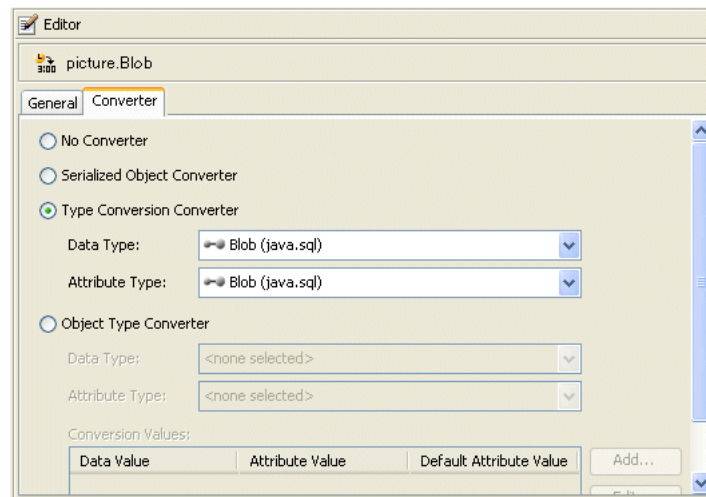 Editor
picture.Blob
General Converter
No Converter
Serialized Object Converter
Type Conversion Converter
Data Type: Blob (java.sql)
Attribute Type: Blob (java.sql)
Object Type Converter
Data Type: <none selected>
Attribute Type: <none selected>
Conversion Values:
Data Value Attribute Value Default Attribute Value Add...